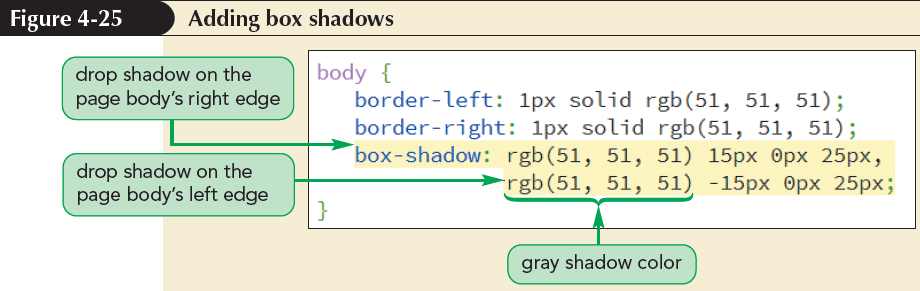 Figure 4-25
Adding box shadows
drop shadow on the
page body's right edge
drop shadow on the
page body's left edge
body {
border-left: 1px solid rgb(51, 51, 51);
border-right: 1px solid rgb(51, 51, 51);
box-shadow: rgb(51, 51, 51) 15px 0px 25px,
rgb(51, 51, 51) -15px 0px 25px;
}
gray shadow color